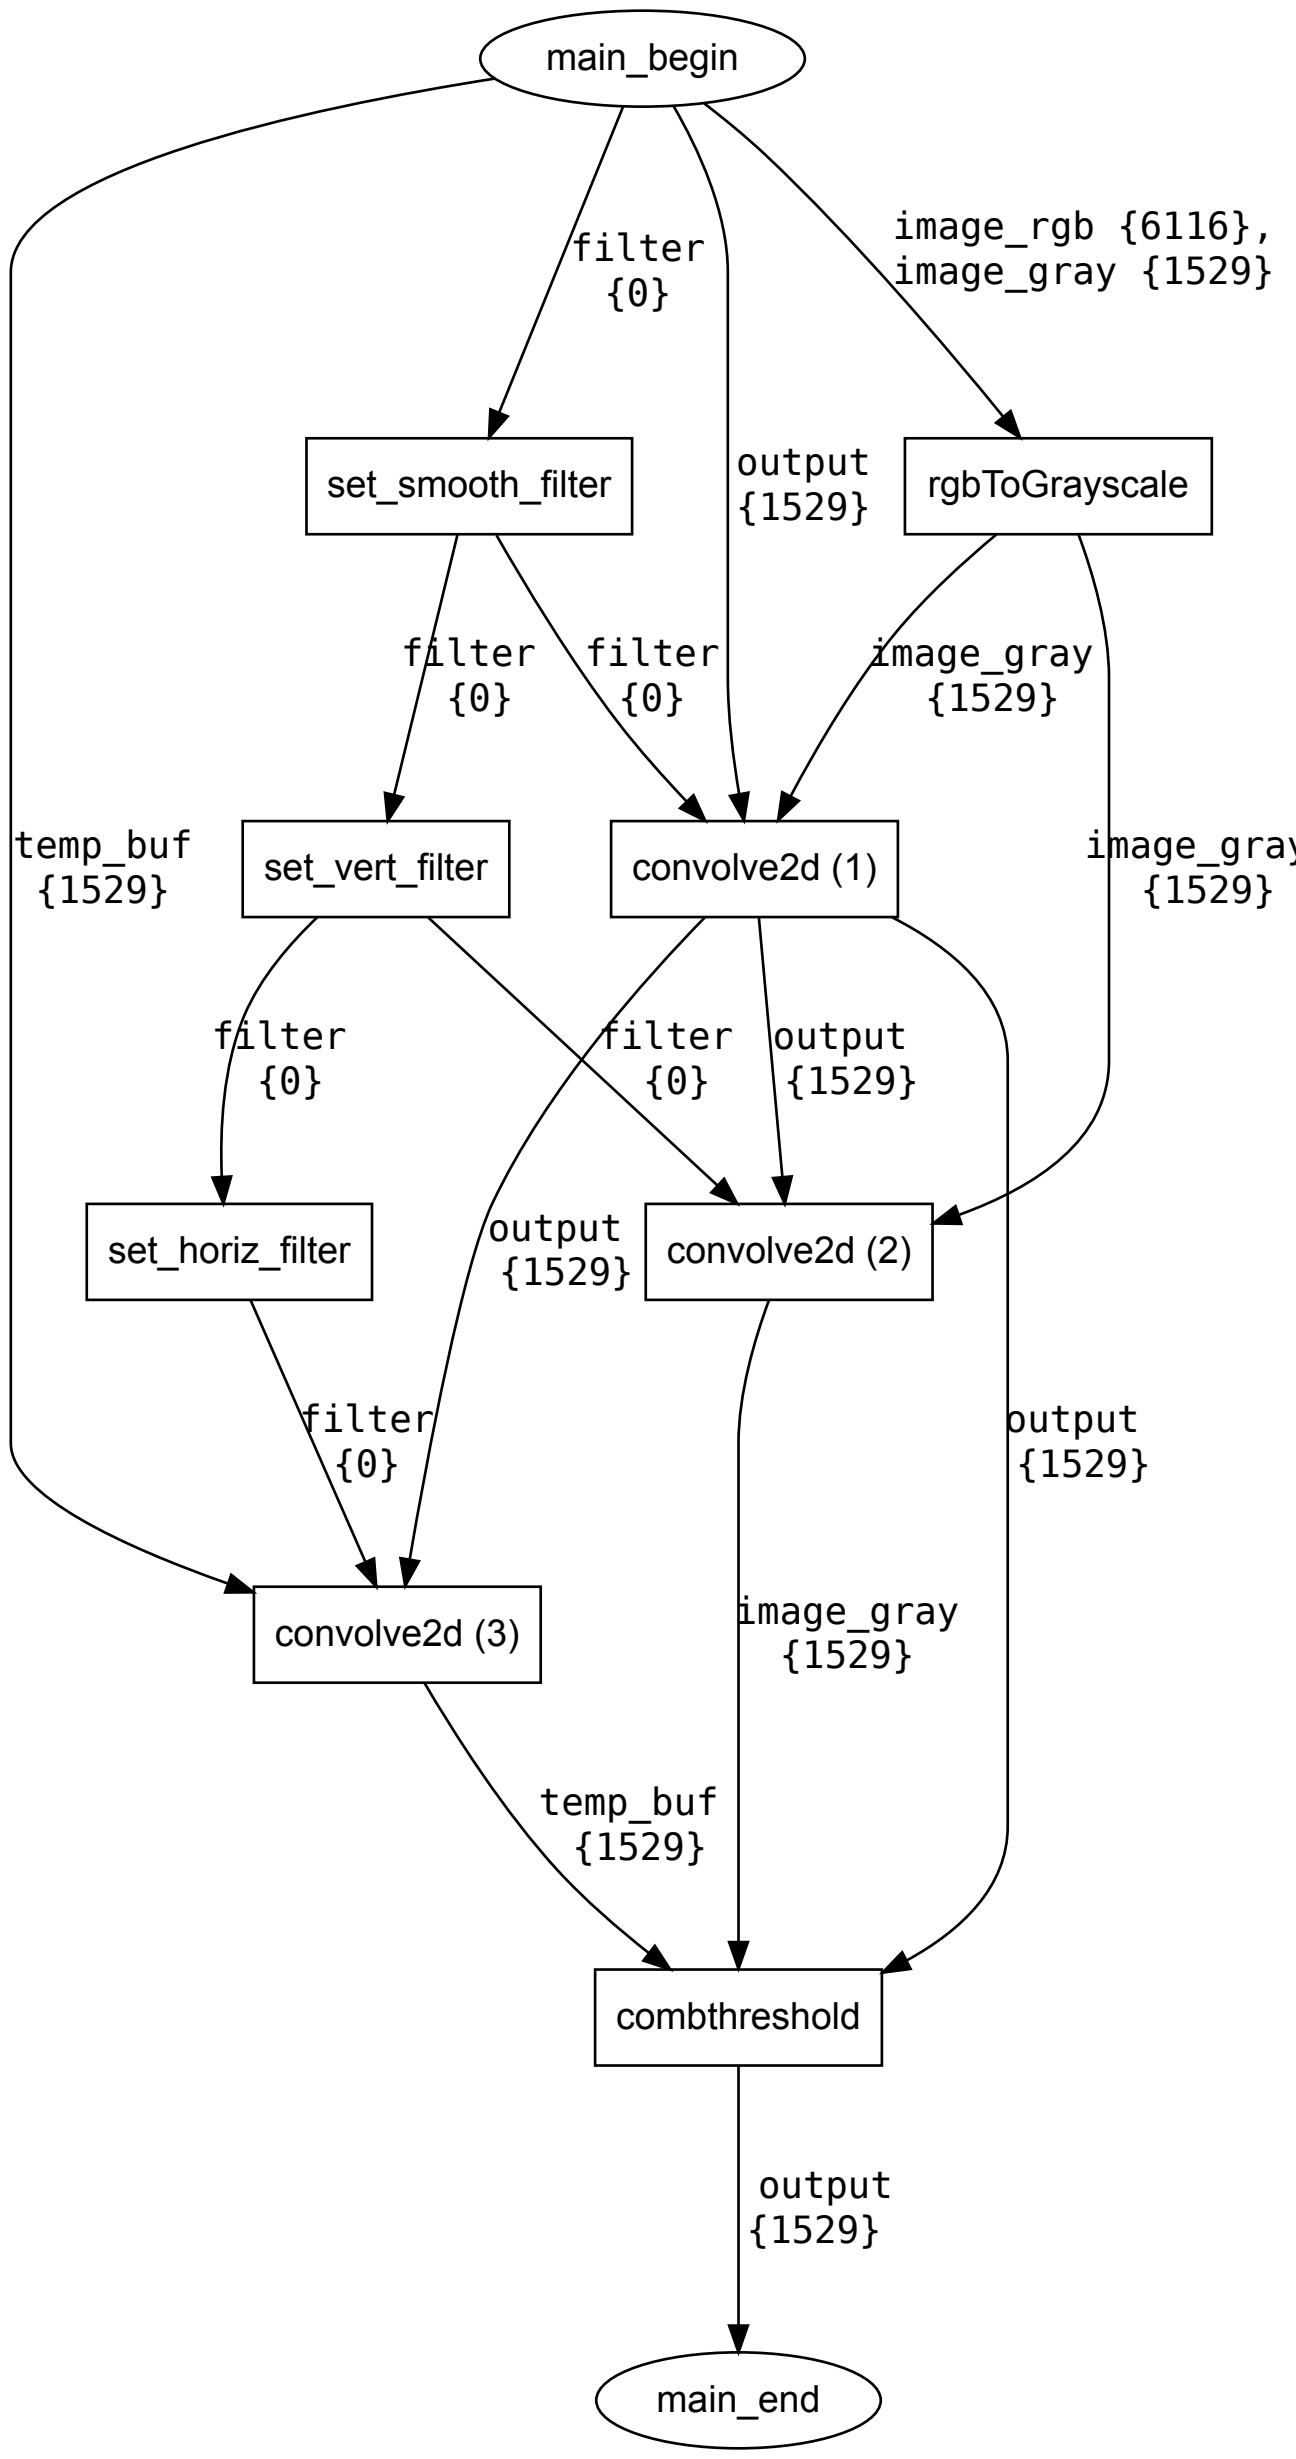 main_begin
image_rgb {6116},
image_gray {1529}
filter
{0}
output
{1529}
set_smooth_filter
rgbToGrayscale
filter
{0}
filter
{0}
image_gray
{1529}
temp_buf
{1529}
set_vert_filter
convolve2d (1)
image_gray
{1529}
filter
{0}
filter
{0}
output
{1529}
set_horiz_filter
output
{1529}
convolve2d (2)
filter
{0}
output
{1529}
convolve2d (3)
image_gray
{1529}
temp_buf
{1529}
combthreshold
output
{1529}
main_end